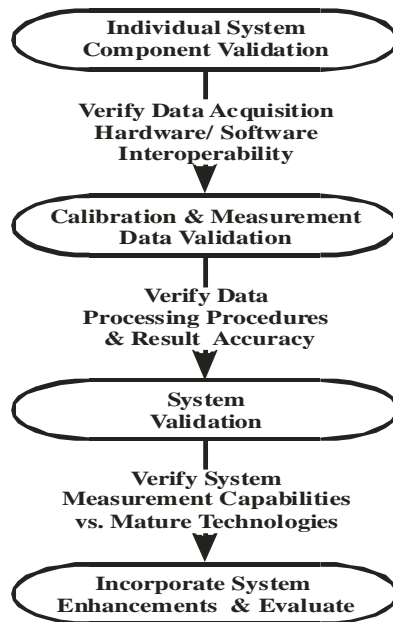 Individual System
Component Validation
Verify Data Acquisition
Hardware/ Software
Interoperability
Calibration & Measurement
Data Validation
Verify Data
Processing Procedures
& Result Accuracy
System
Validation
Verify System
Measurement Capabilities
vs. Mature Technologies
Incorporate System
Enhancements & Evaluate